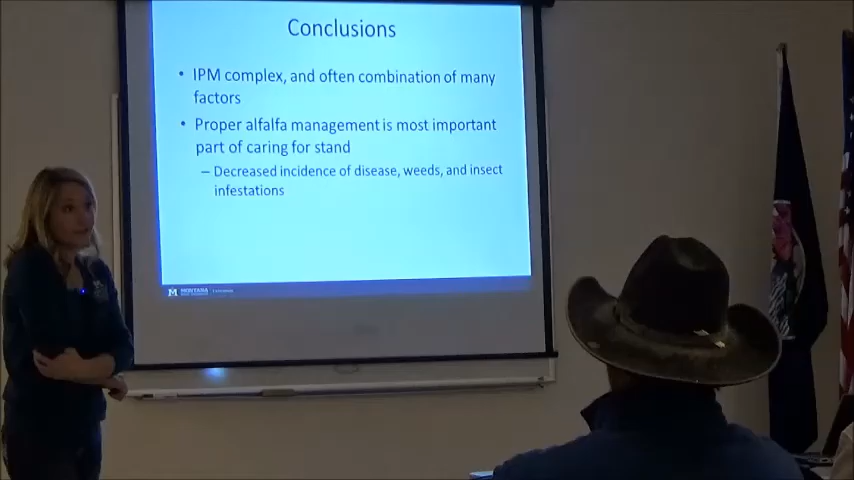 Conclusions
• IPM complex, and often combination of many
factors
• Proper alfalfa management is most important
part of caring for stand
– Decreased incidence of disease, weeds, and insect
infestations
M MONTANA